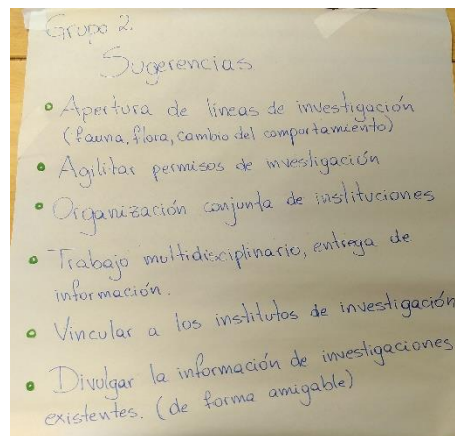 Grupo 2.
Sugerencias
• Apertura de líneas de investigación
(fauna, flora, cambio del comportamiento)
• Agilitar permisos de investigación
• Organización conjunta de instituciones
• Trabajo multidisciplinario, entrega de
información.
• Vincular a los institutos de investigación
• Divulgar la información de investigaciones
existentes. (de forma amigable)